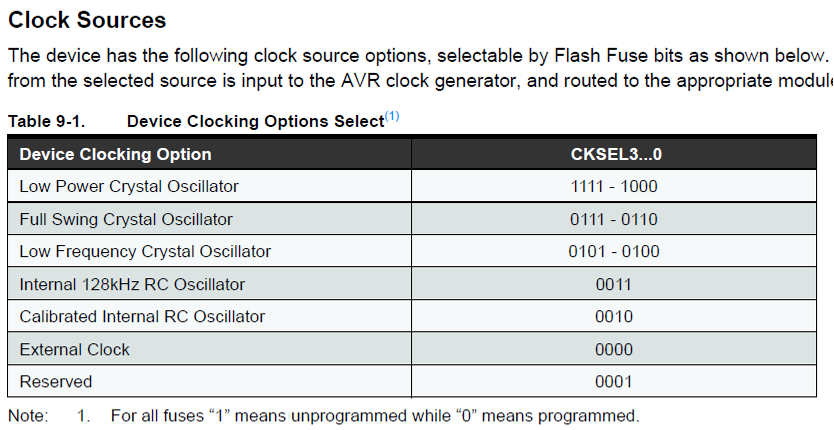 Clock Sources
The device has the following clock source options, selectable by Flash Fuse bits as shown below.
from the selected source is input to the AVR clock generator, and routed to the appropriate module
Table 9-1. Device Clocking Options Select(1)
Device Clocking Option CKSEL3...0
Low Power Crystal Oscillator 1111 - 1000
Full Swing Crystal Oscillator 0111 - 0110
Low Frequency Crystal Oscillator 0101 - 0100
Internal 128kHz RC Oscillator 0011
Calibrated Internal RC Oscillator 0010
External Clock 0000
Reserved 0001
Note: 1. For all fuses “1” means unprogrammed while “0” means programmed.